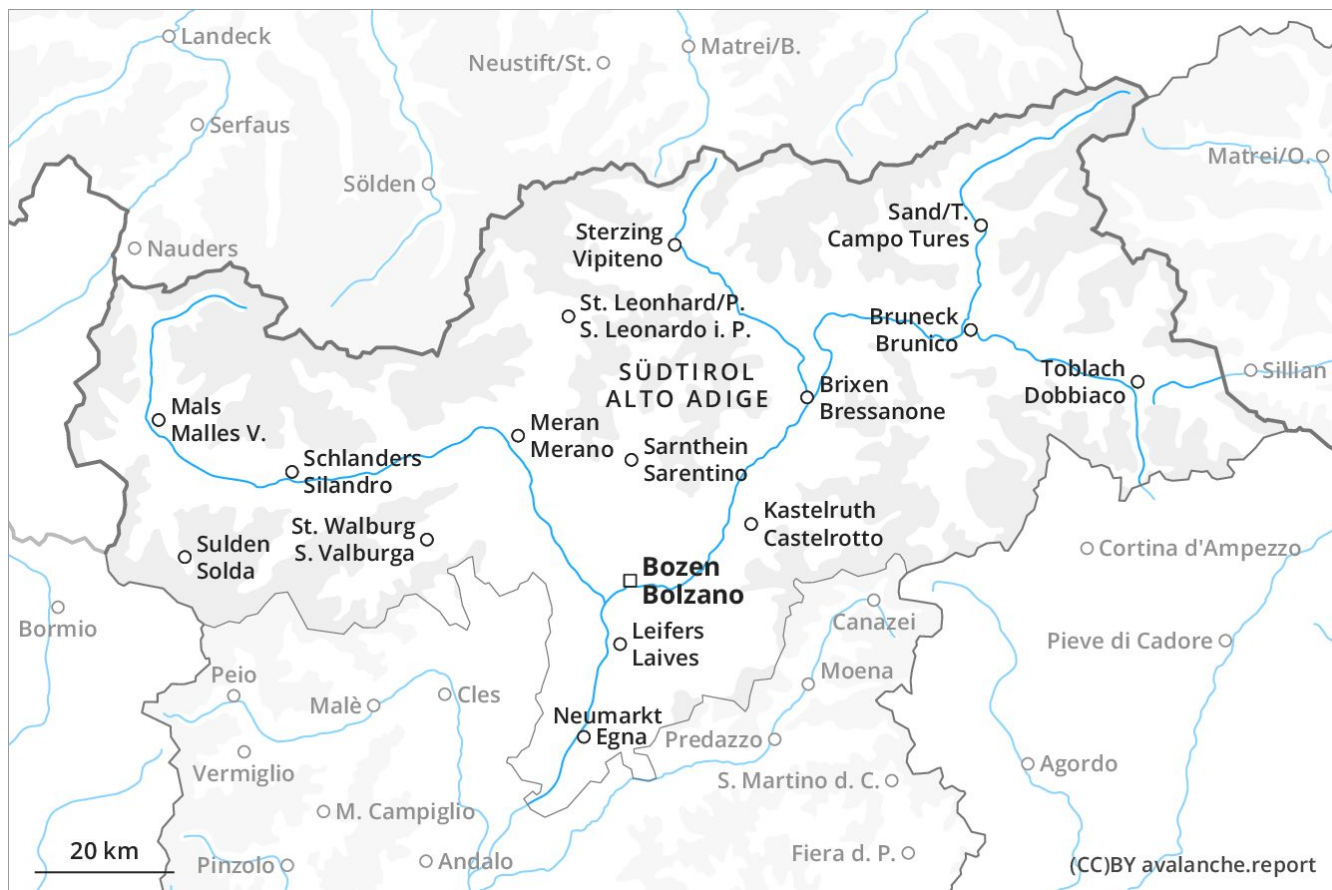 Landeck
Matrei/B.
Neustift/St.
Serfaus
Matrei/O.
Sölden
Sand/T.
Campo Tures
Sterzing
Vipiteno
Nauders
St. Leonhard/P.
S. Leonardo i. P.
Bruneck
Brunico
SÜDTIROL
ALTO ADIGE
Toblach
Dobbiaco
Sillian
Brixen
Bressanone
Mals
Malles V.
Meran
Merano
Sarnthein
Sarentino
Schlanders
Silandro
Kastelruth
Castelrotto
St. Walburg
S. Valburga
Sulden
Solda
Cortina d'Ampezzo
Bozen
Bolzano
Bormio
Canazei
Leifers
Laives
Pieve di Cadore
Peio
Moena
Malè
Cles
Neumarkt
Egna
Predazzo
Vermiglio
Agordo
S. Martino d. C.
M. Campiglio
20 km
Pinzolo
Andalo
Fiera d. P.
(CC)BY avalanche.report